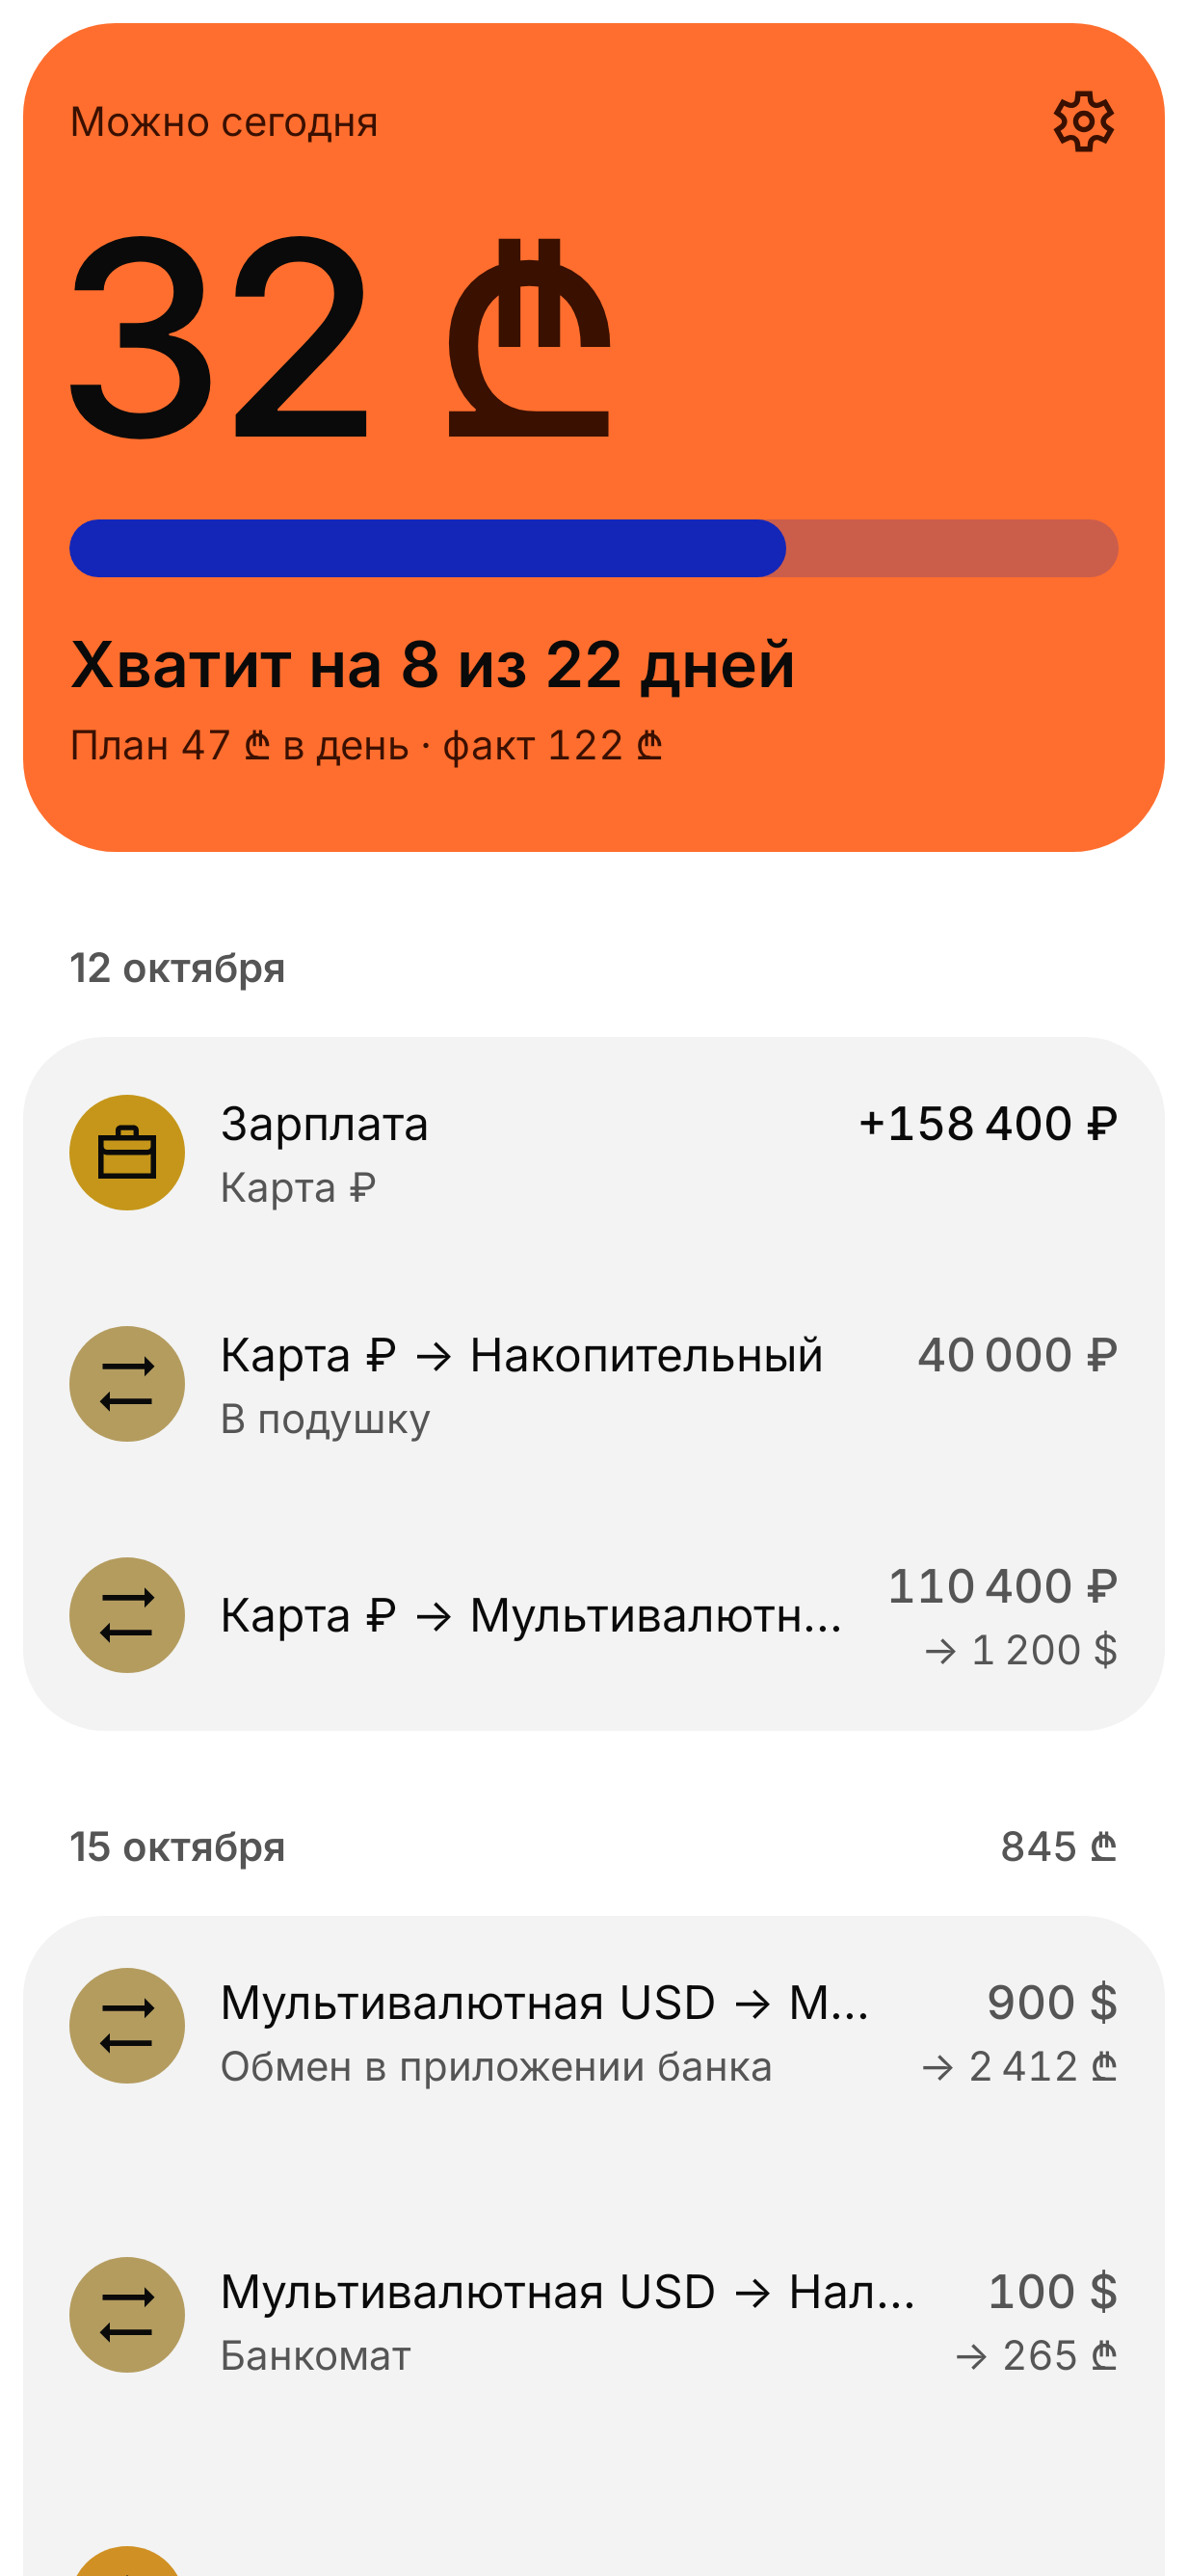 Можно сегодня
32 ₾
Хватит на 8 из 22 дней
План 47 ₾ в день · факт 122 ₾
12 октября
Зарплата
+158 400 ₽
Карта ₽
Карта ₽ → Накопительный
40 000 ₽
В подушку
Карта ₽ → Мультивалютн...
110 400 ₽
→ 1 200 $
15 октября
845 ₾
Мультивалютная USD → М...
900 $
Обмен в приложении банка
→ 2 412 ₾
Мультивалютная USD → Нал...
100 $
Банкомат
→ 265 ₾